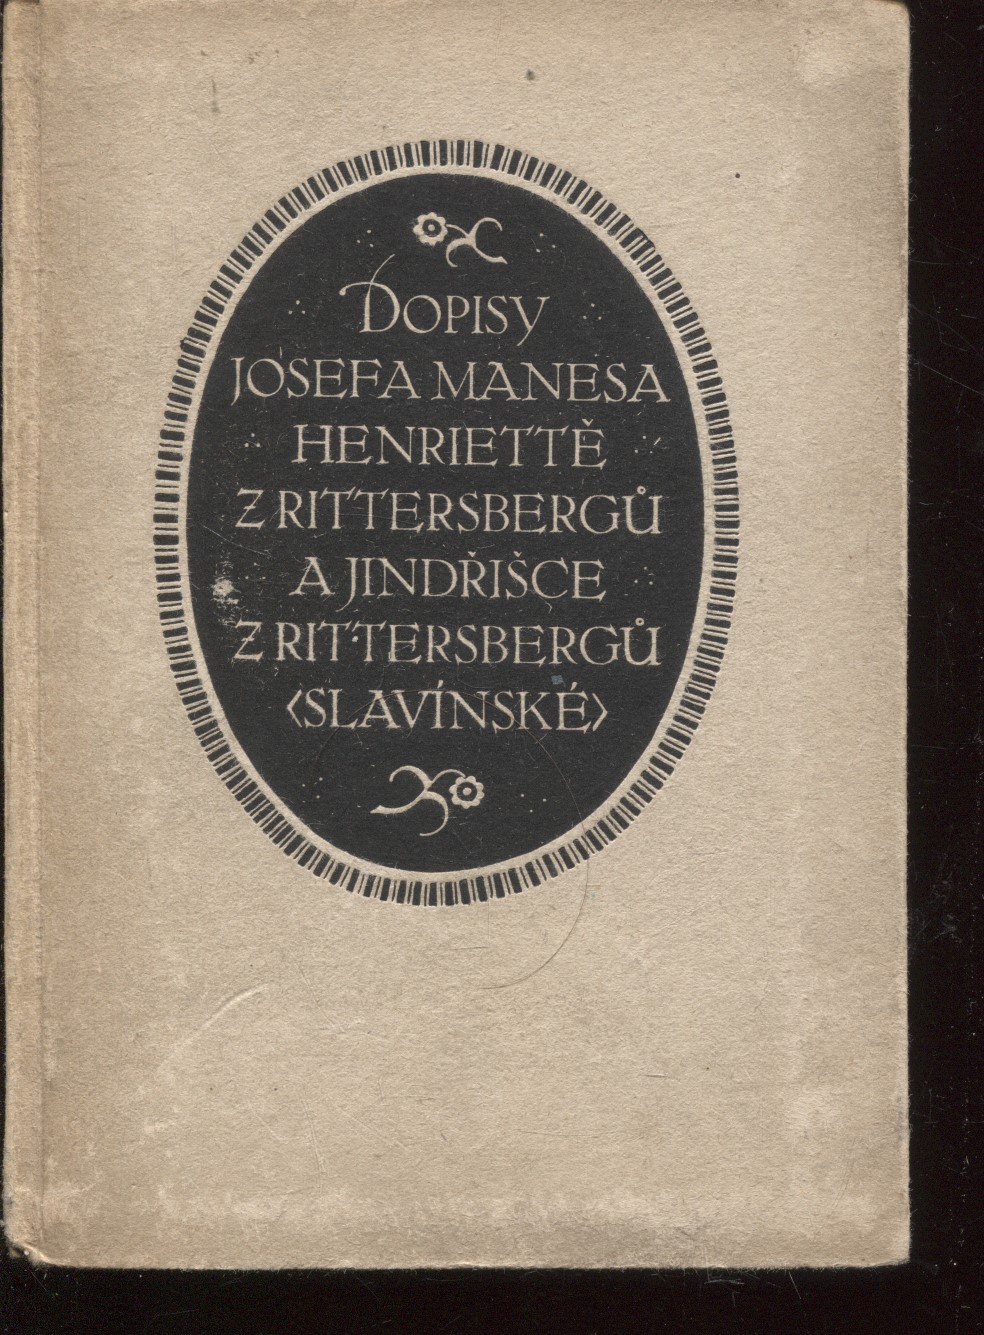 DOPISY
JOSEFA MANESA
HENRIETTĚ
Z RITTERSBERGŮ
A JINDŘIŠCE
Z RITTERSBERGŮ
<SLAVÍNSKÉ>